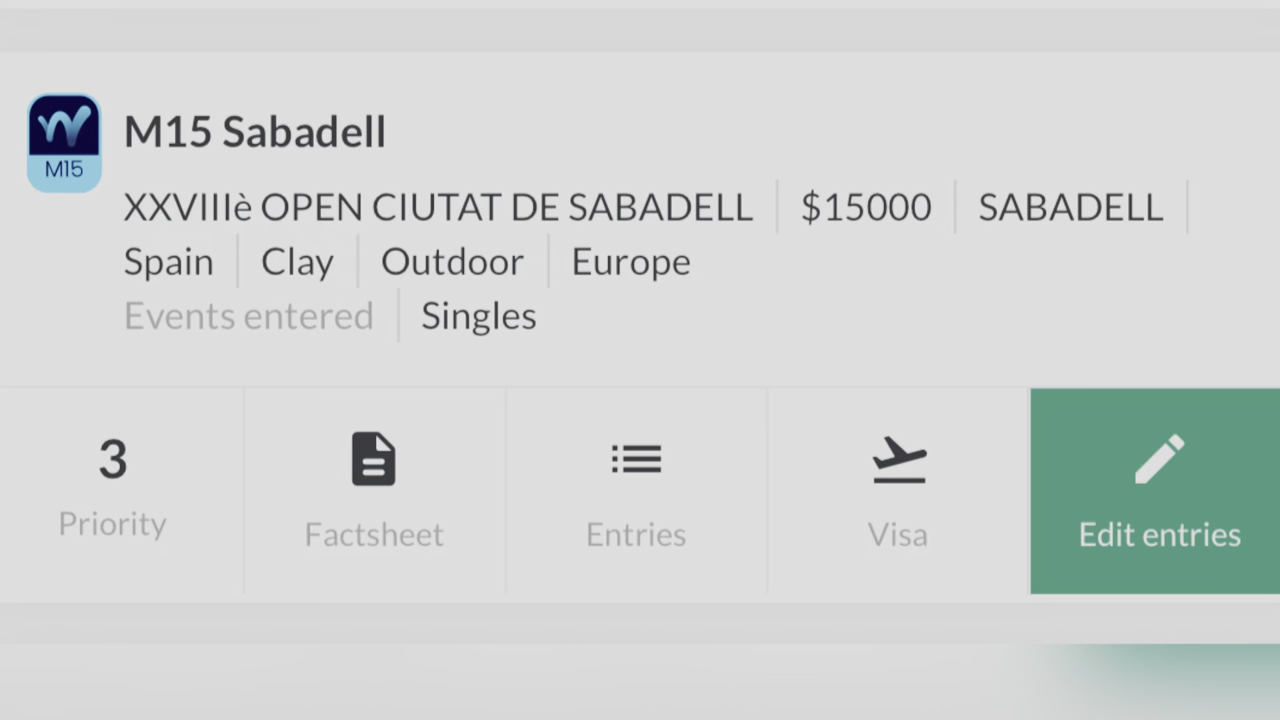 M15 Sabadell
M15
XXVIIIè OPEN CIUTAT DE SABADELL $15000 SABADELL
Spain Clay Outdoor Europe
Events entered Singles
3
Priority Factsheet Entries Visa Edit entries